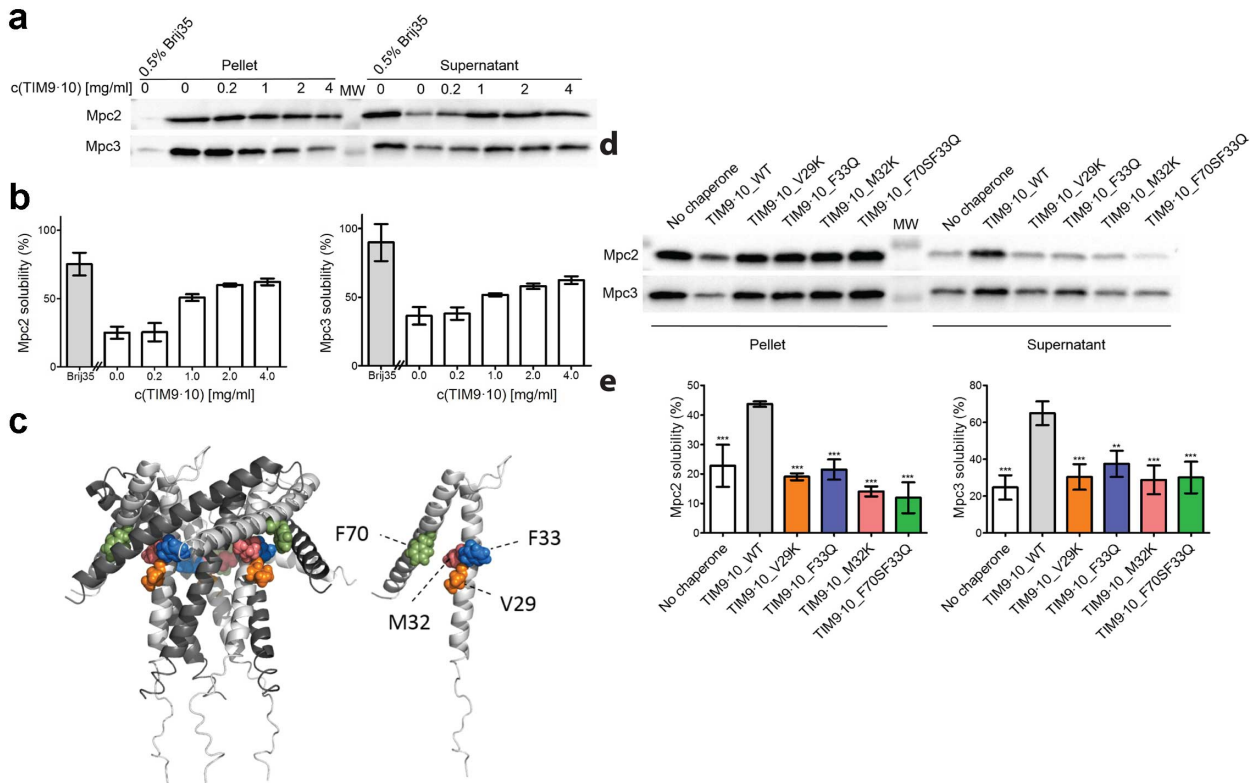 a
0.5% Brij35
0.5% Brij35
Pellet
Supernatant
c(TIM9·10) [mg/ml] 0 0 0.2 1 2 4 MW 0 0 0.2 1 2 4
Mpc2
Mpc3
b
Mpc2 solubility (%)
100
50
0
Brij35 0.0 0.2 1.0 2.0 4.0
c(TIM9·10) [mg/ml]
Mpc3 solubility (%)
100
50
0
Brij35 0.0 0.2 1.0 2.0 4.0
c(TIM9·10) [mg/ml]
c
F70
F33
M32
V29
d
No chaperone
TIM9·10_WT
TIM9·10_V29K
TIM9·10_F33Q
TIM9·10_M32K
TIM9·10_F70SF33Q
MW
No chaperone
TIM9·10_WT
TIM9·10_V29K
TIM9·10_F33Q
TIM9·10_M32K
TIM9·10_F70SF33Q
Mpc2
Mpc3
Pellet
Supernatant
e
Mpc2 solubility (%)
50
40
30
20
10
0
*** *** *** *** ***
No chaperone
TIM9·10_WT
TIM9·10_V29K
TIM9·10_F33Q
TIM9·10_M32K
TIM9·10_F70SF33Q
Mpc3 solubility (%)
80
60
40
20
0
*** *** ** *** ***
No chaperone
TIM9·10_WT
TIM9·10_V29K
TIM9·10_F33Q
TIM9·10_M32K
TIM9·10_F70SF33Q